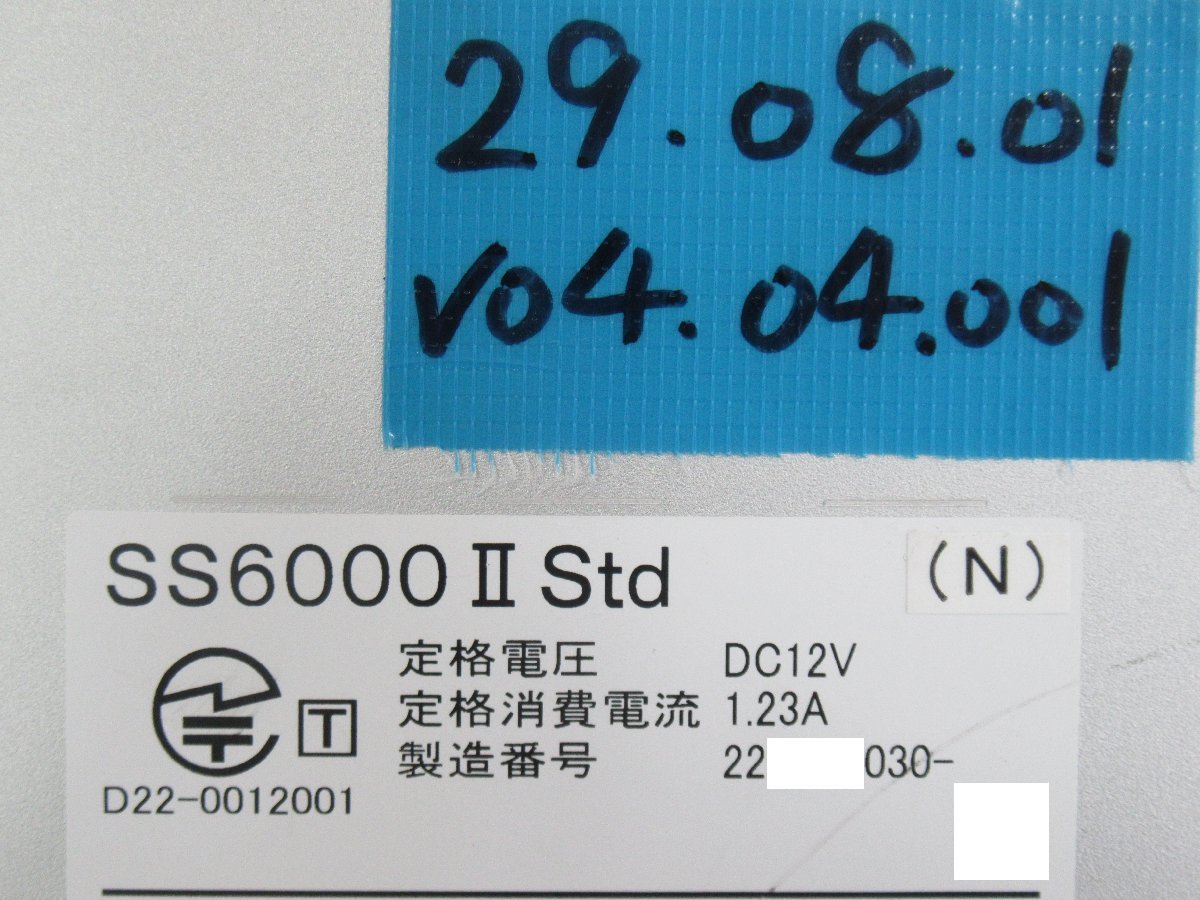 29.08.01
V04.04.001
SS6000 II Std (N)
定格電圧 DC12V
定格消費電流 1.23A
T
製造番号 22 030-
D22-0012001